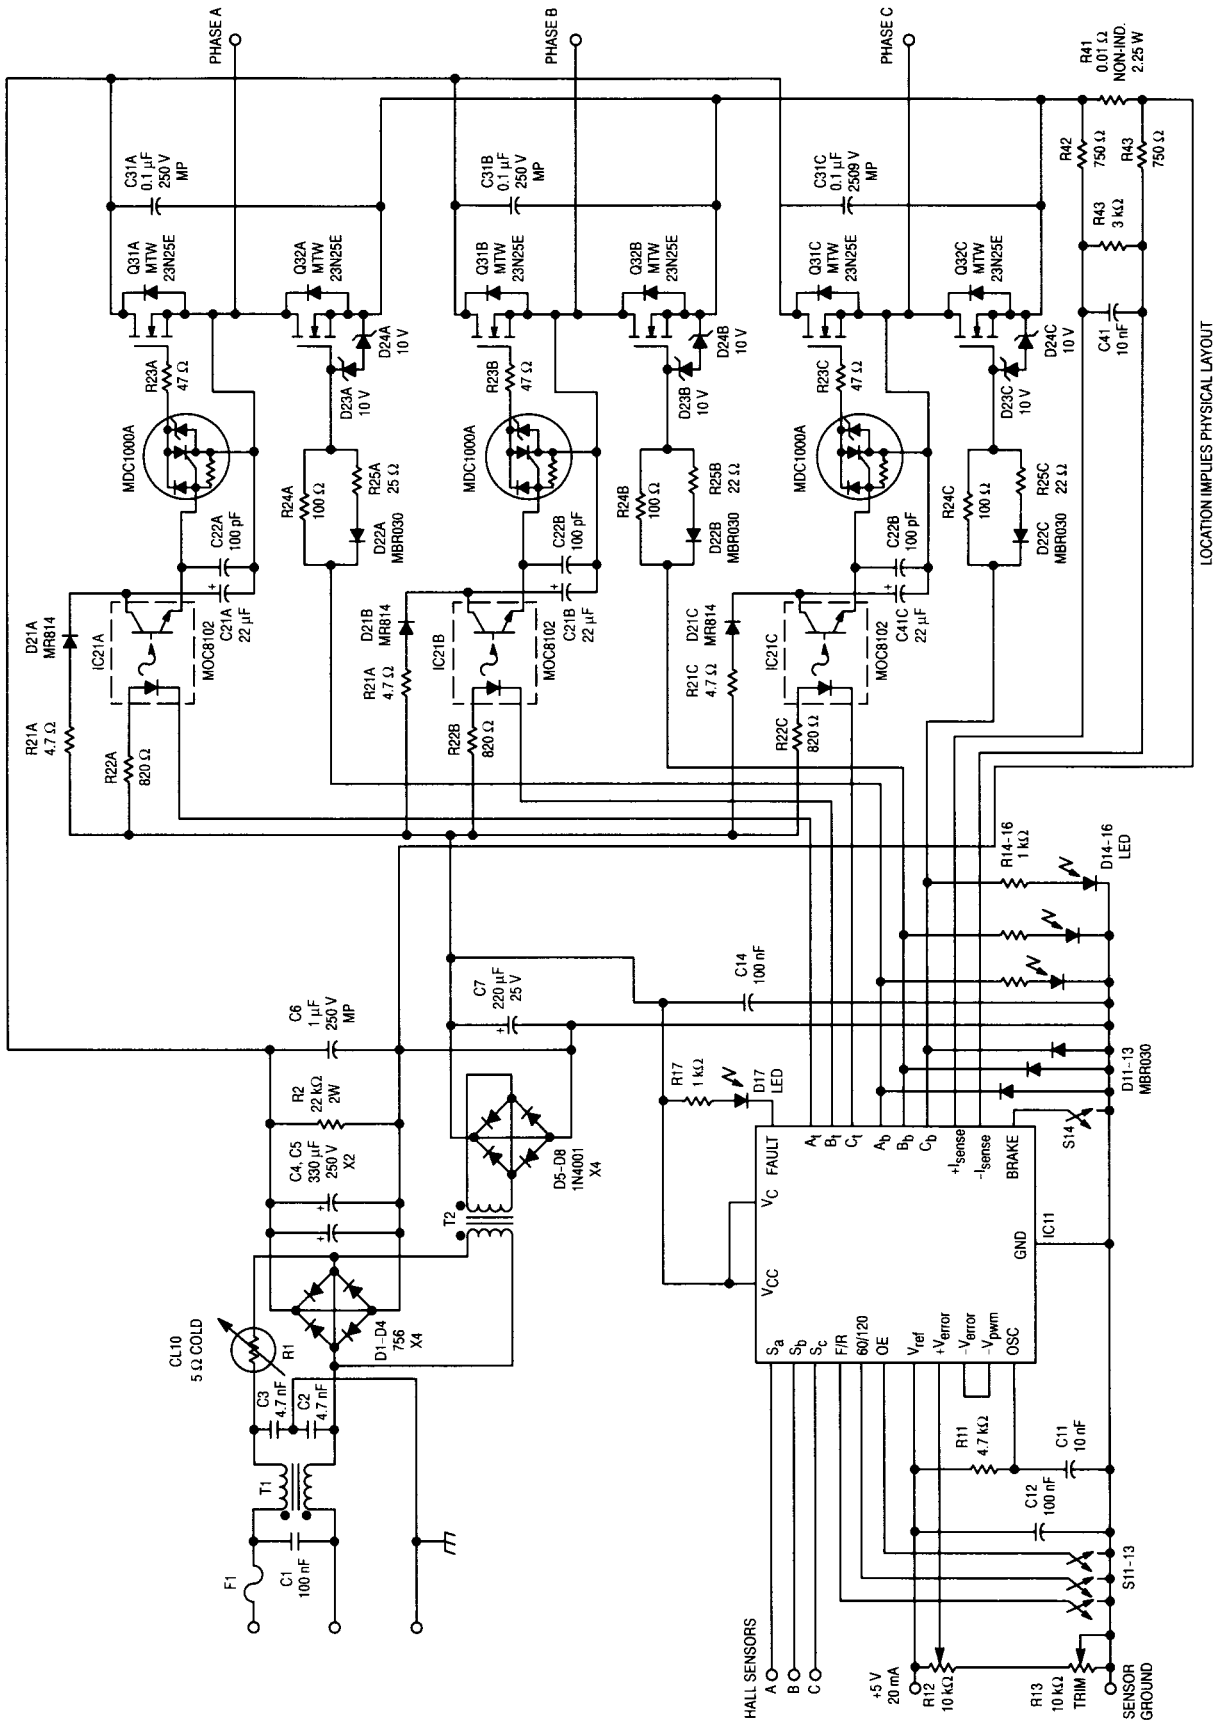 F1
C1
100 nF
T1
C3
4.7 nF
C2
4.7 nF
CL10
5 Ω COLD
R1
D1–D4
756
X4
C4, C5
330 µF
250 V
X2
R2
22 kΩ
2W
C6
1 µF
250 V
MP
T2
D5–D8
1N4001
X4
C7
220 µF
25 V
C14
100 nF
R21A
4.7 Ω
D21A
MR814
R22A
820 Ω
IC21A
MOC8102
C21A
22 µF
C22A
100 pF
MDC1000A
R23A
47 Ω
Q31A
MTW
23N25E
C31A
0.1 µF
250 V
MP
PHASE A
R24A
100 Ω
D22A
MBR030
R25A
25 Ω
D23A
10 V
D24A
10 V
Q32A
MTW
23N25E
R21A
4.7 Ω
D21B
MR814
R22B
820 Ω
IC21B
MOC8102
C21B
22 µF
C22B
100 pF
MDC1000A
R23B
47 Ω
Q31B
MTW
23N25E
C31B
0.1 µF
250 V
MP
PHASE B
R24B
100 Ω
D22B
MBR030
R25B
22 Ω
D23B
10 V
D24B
10 V
Q32B
MTW
23N25E
R21C
4.7 Ω
D21C
MR814
R22C
820 Ω
IC21C
MOC8102
C41C
22 µF
C22B
100 pF
MDC1000A
R23C
47 Ω
Q31C
MTW
23N25E
C31C
0.1 µF
2509 V
MP
PHASE C
R24C
100 Ω
D22C
MBR030
R25C
22 Ω
D23C
10 V
D24C
10 V
Q32C
MTW
23N25E
C41
10 nF
R43
3 kΩ
R42
750 Ω
R43
750 Ω
R41
0.01 Ω
NON-IND.
2.25 W
LOCATION IMPLIES PHYSICAL LAYOUT
HALL SENSORS
A
B
C
+5 V
20 mA
R12
10 kΩ
R13
10 kΩ
TRIM
SENSOR
GROUND
S11–13
C12
100 nF
R11
4.7 kΩ
C11
10 nF
Sa
Sb
Sc
F/R
60/120
OE
Vref
+Verror
–Verror
–Vpwm
OSC
VCC
VC
GND
IC11
FAULT
At
Bt
Ct
Ab
Bb
Cb
+Isense
–Isense
BRAKE
R17
1 kΩ
D17
LED
S14
D11–13
MBR030
R14–16
1 kΩ
D14–16
LED